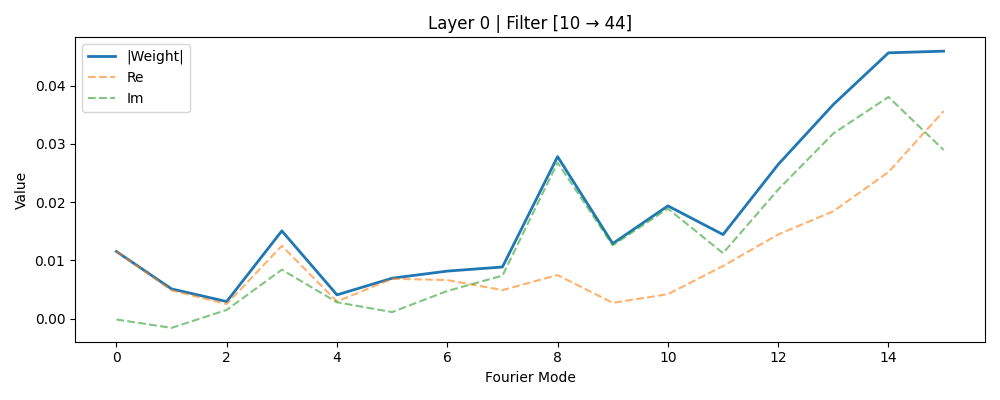 Layer 0 | Filter [10 → 44]
|Weight|
Re
Im
Value
0.04
0.03
0.02
0.01
0.00
0 2 4 6 8 10 12 14
Fourier Mode